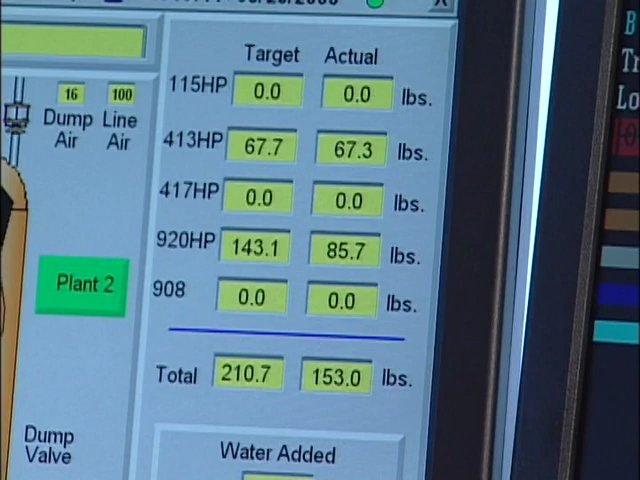 Target Actual
115HP 0.0 0.0 lbs.
413HP 67.7 67.3 lbs.
417HP 0.0 0.0 lbs.
920HP 143.1 85.7 lbs.
908 0.0 0.0 lbs.
Total 210.7 153.0 lbs.
Water Added
16 100
Dump Line
Air Air
Plant 2
Dump
Valve
B
Tr
Lo